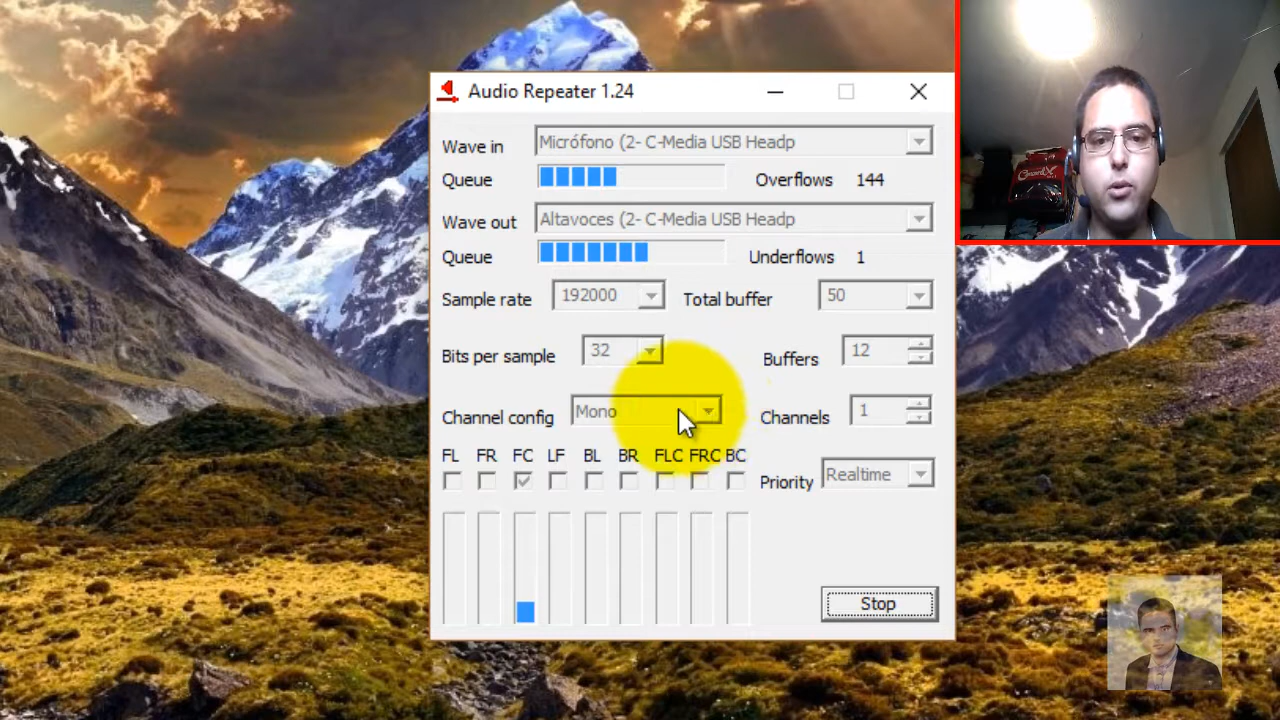 Audio Repeater 1.24
Wave in Micrófono (2- C-Media USB Headp
Queue Overflows 144
Wave out Altavoces (2- C-Media USB Headp
Queue Underflows 1
Sample rate 192000 Total buffer 50
Bits per sample 32 Buffers 12
Channel config Mono Channels 1
FL FR FC LF BL BR FLC FRC BC
Priority Realtime
Stop